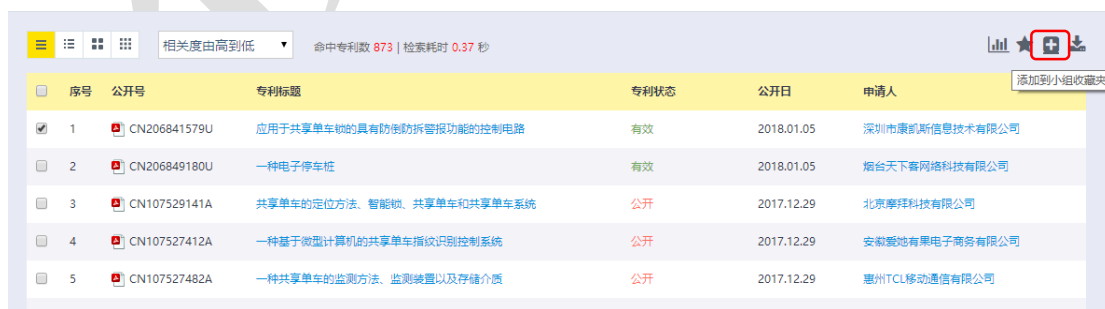 相关度由高到低 命中专利数 873 | 检索耗时 0.37 秒
添加到小组收藏夹
序号 公开号 专利标题 专利状态 公开日 申请人
1 CN206841579U 应用于共享单车锁的具有防倒防拆警报功能的控制电路 有效 2018.01.05 深圳市康凯斯信息技术有限公司
2 CN206849180U 一种电子停车桩 有效 2018.01.05 烟台天下客网络科技有限公司
3 CN107529141A 共享单车的定位方法、智能锁、共享单车和共享单车系统 公开 2017.12.29 北京摩拜科技有限公司
4 CN107527412A 一种基于微型计算机的共享单车指纹识别控制系统 公开 2017.12.29 安徽爱她有果电子商务有限公司
5 CN107527482A 一种共享单车的监测方法、监测装置以及存储介质 公开 2017.12.29 惠州TCL移动通信有限公司